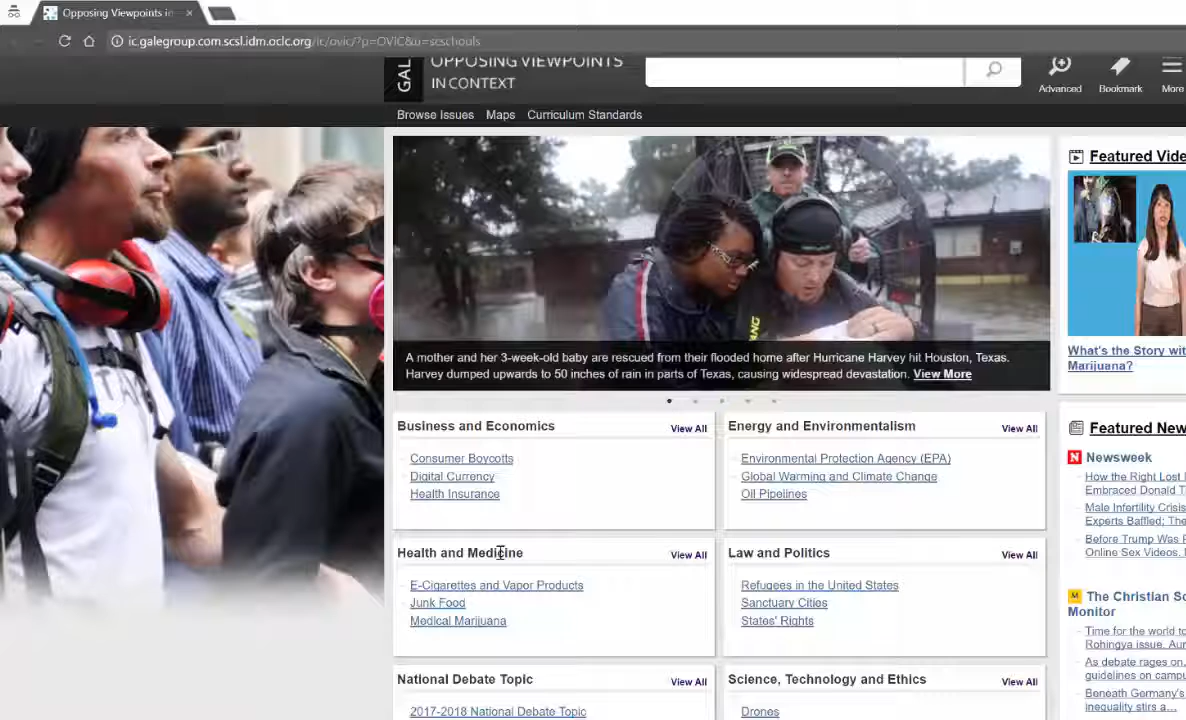 Opposing Viewpoints in
ic.galegroup.com.scsl.idm.oclc.org/ic/ovic/?p=OVIC&u=scschools
GAL
OPPOSING VIEWPOINTS
IN CONTEXT
Advanced
Bookmark
More
Browse Issues Maps Curriculum Standards
A mother and her 3-week-old baby are rescued from their flooded home after Hurricane Harvey hit Houston, Texas.
Harvey dumped upwards to 50 inches of rain in parts of Texas, causing widespread devastation. View More
Business and Economics View All
Consumer Boycotts
Digital Currency
Health Insurance
Energy and Environmentalism View All
Environmental Protection Agency (EPA)
Global Warming and Climate Change
Oil Pipelines
Health and Medicine View All
E-Cigarettes and Vapor Products
Junk Food
Medical Marijuana
Law and Politics View All
Refugees in the United States
Sanctuary Cities
States' Rights
National Debate Topic View All
2017-2018 National Debate Topic
Science, Technology and Ethics View All
Drones
Featured Vide
What's the Story wit
Marijuana?
Featured New
N Newsweek
How the Right Lost I
Embraced Donald T
Male Infertility Crisis
Experts Baffled; The
Before Trump Was P
Online Sex Videos,
M The Christian Sc
Monitor
Time for the world to
Rohingya issue, Aur
As debate rages on,
guidelines on campu
Beneath Germany's
inequality stirs a...